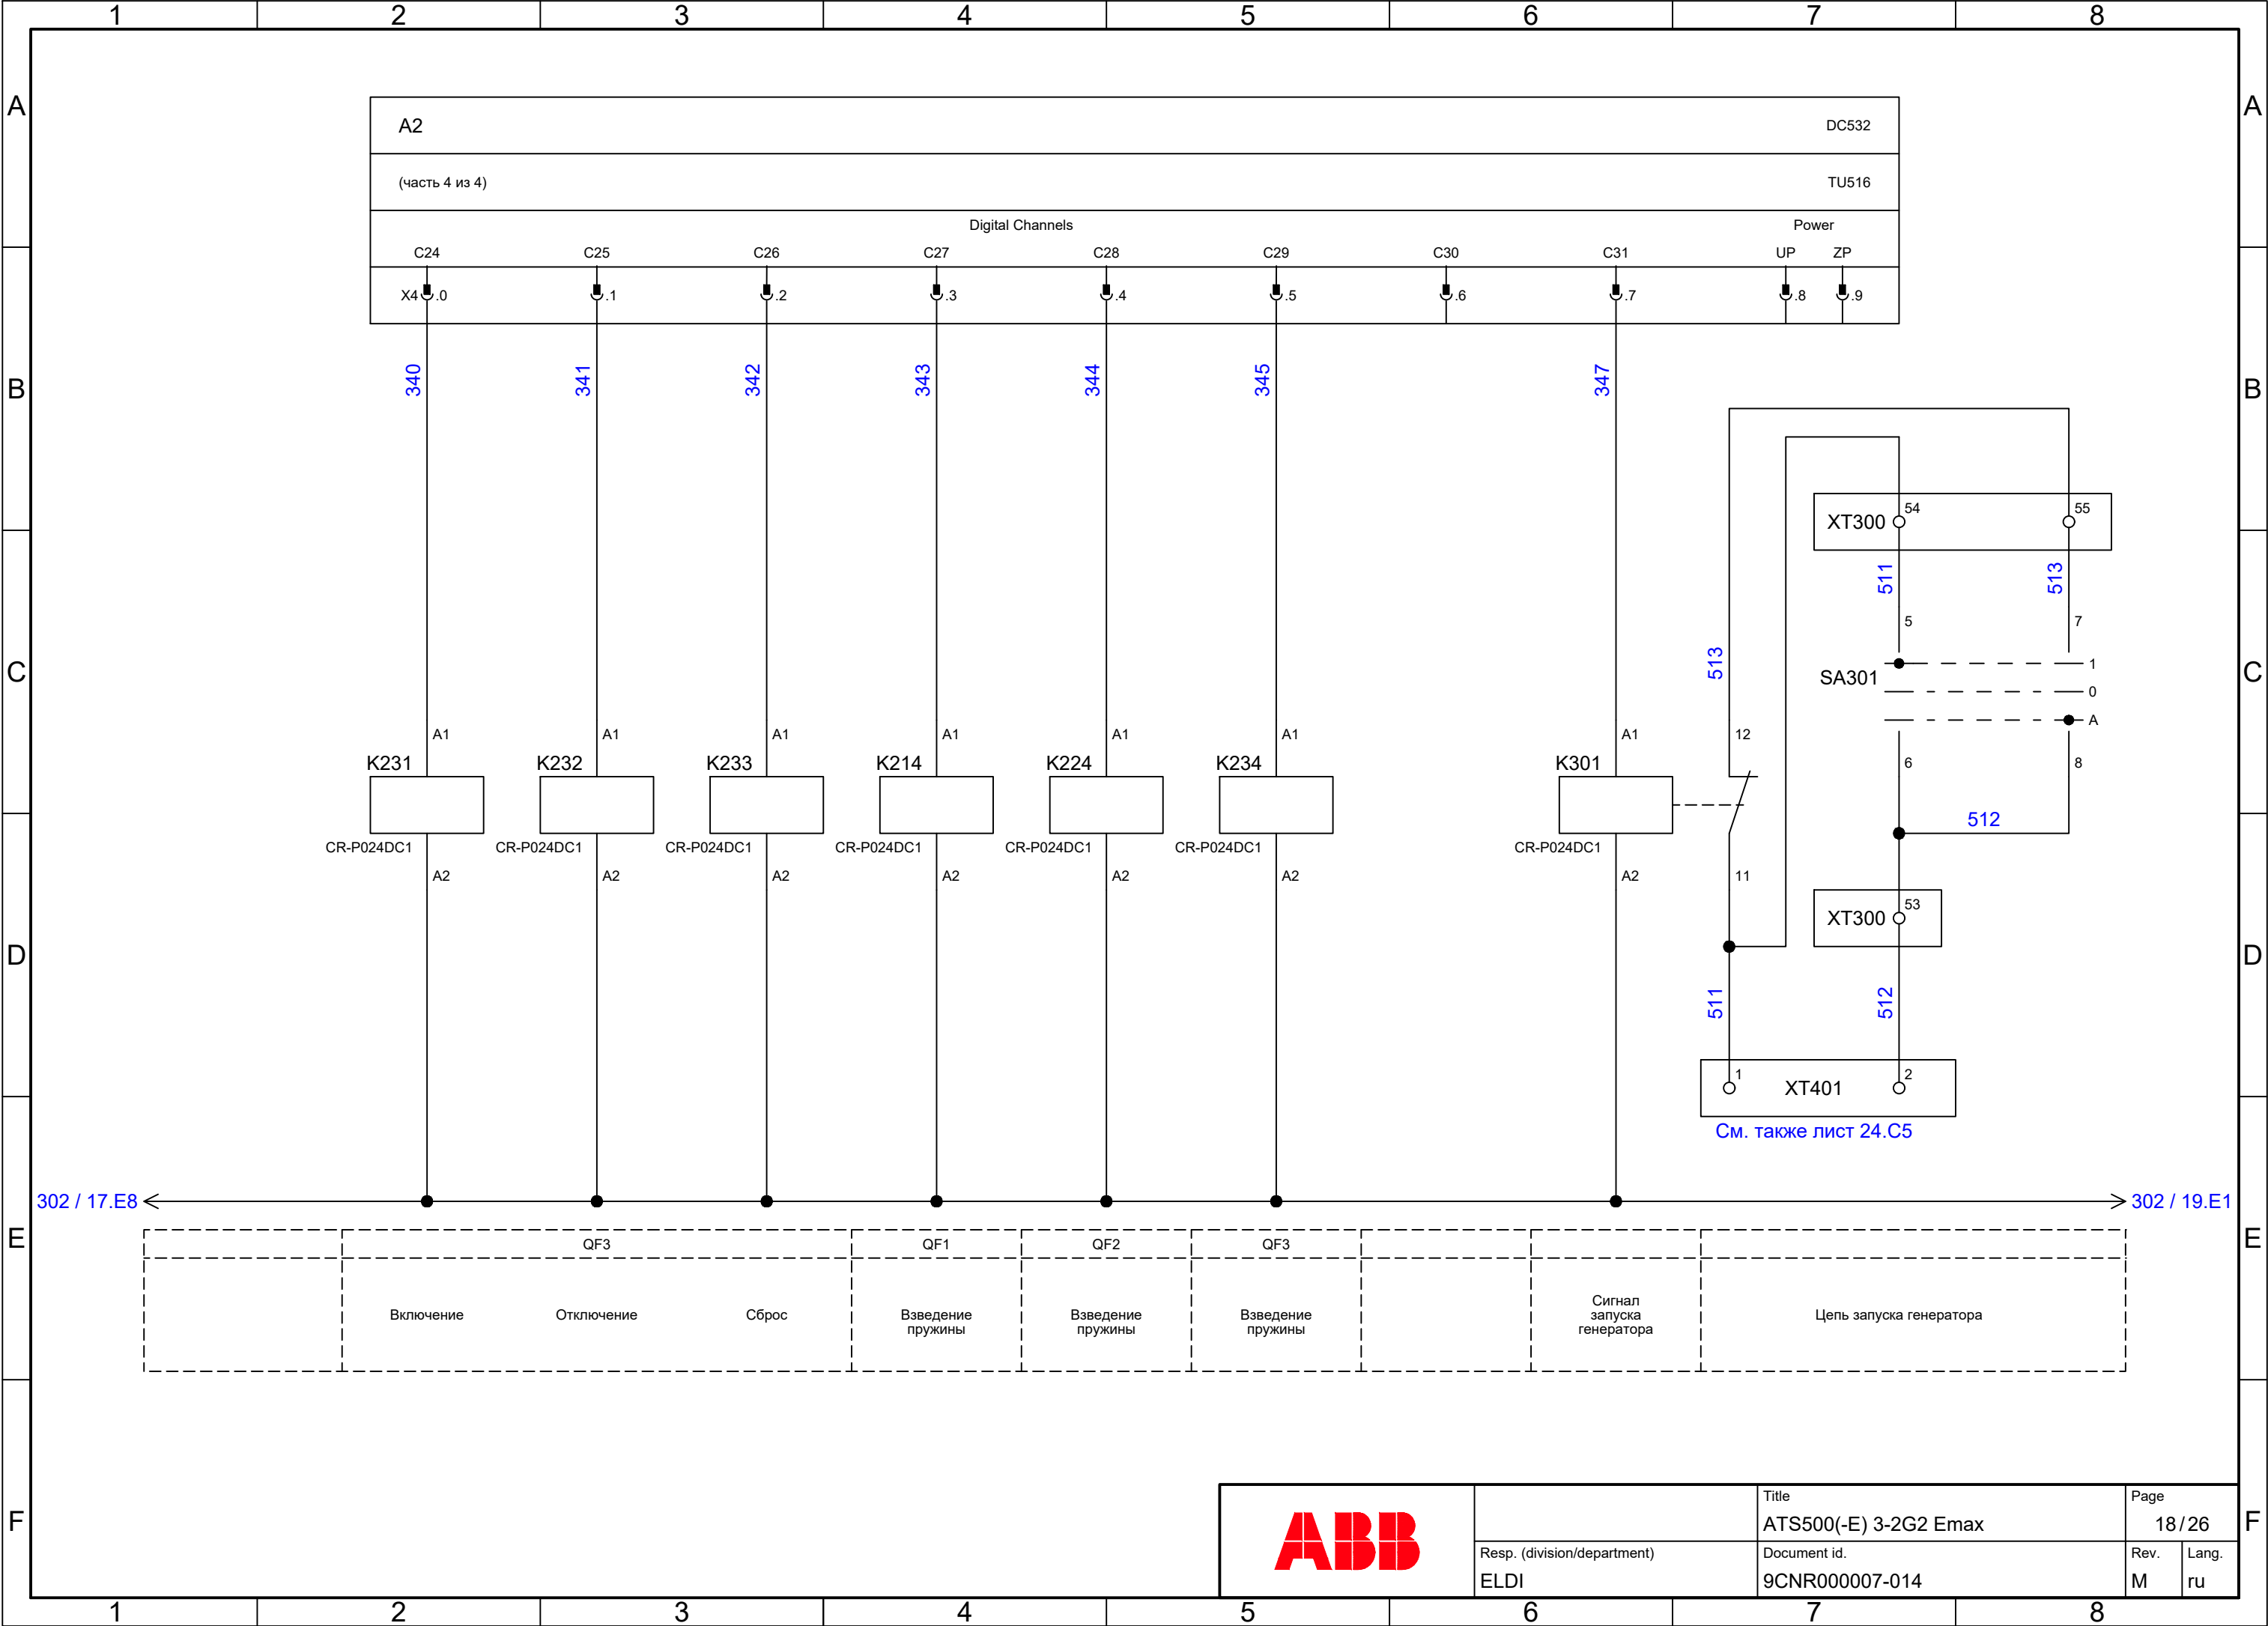 1 2 3 4 5 6 7 8
A A
A2 DC532
(часть 4 из 4) TU516
Digital Channels Power
C24 C25 C26 C27 C28 C29 C30 C31 UP ZP
X4 .0 .1 .2 .3 .4 .5 .6 .7 .8 .9
B B
340 341 342 343 344 345 347
XT300 54 55
511 513
5 7
C C
513
SA301 1
0
A
A1 A1 A1 A1 A1 A1 A1 12
K231 K232 K233 K214 K224 K234 K301 6 8
512
CR-P024DC1 CR-P024DC1 CR-P024DC1 CR-P024DC1 CR-P024DC1 CR-P024DC1 CR-P024DC1
A2 A2 A2 A2 A2 A2 A2 11
XT300 53
D D
511 512
1 XT401 2
См. также лист 24.C5
302 / 17.E8 302 / 19.E1
E E
QF3 QF1 QF2 QF3
Включение Отключение Сброс
Взведение
пружины
Взведение
пружины
Взведение
пружины
Сигнал
запуска
генератора
Цепь запуска генератора
F F
ABB
Title
ATS500(-E) 3-2G2 Emax
Page
18/26
Resp. (division/department)
ELDI
Document id.
9CNR000007-014
Rev.
M
Lang.
ru
1 2 3 4 5 6 7 8